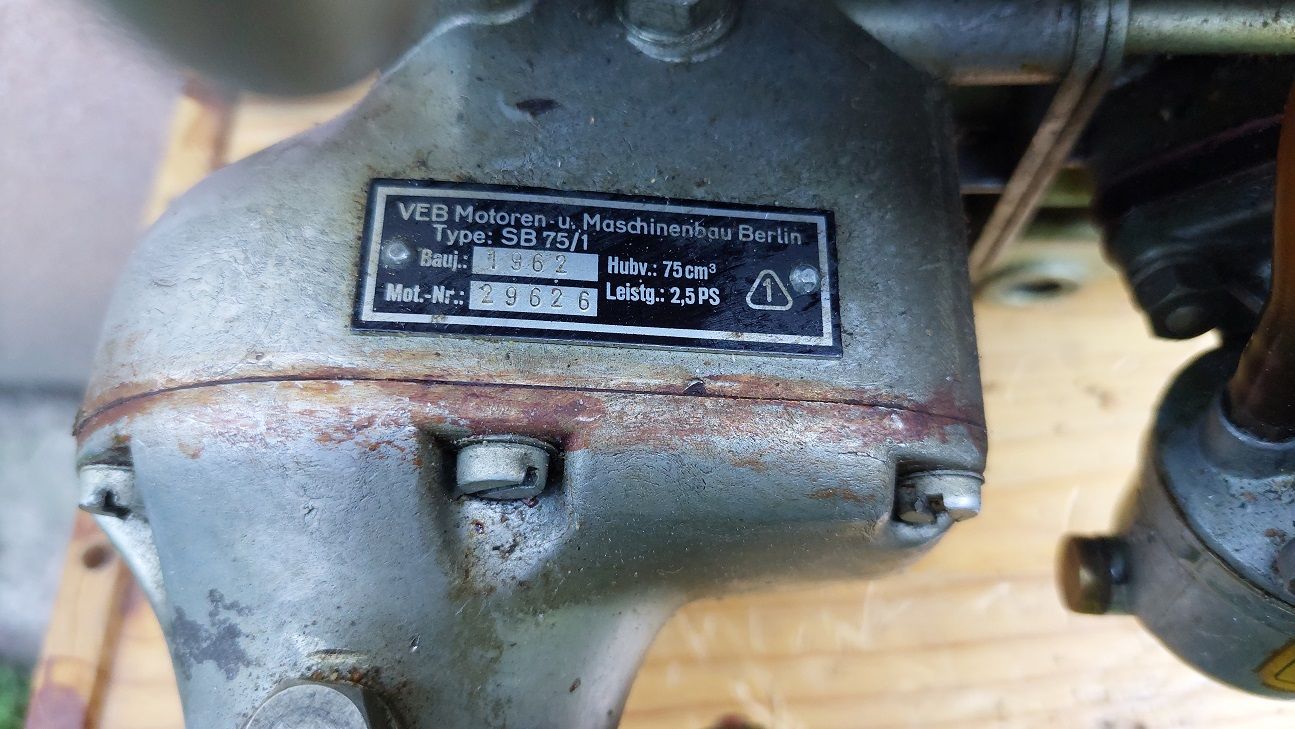 VEB Motoren- u. Maschinenbau Berlin
Type: SB 75/1
Bauj.: 1962 Hubv.: 75 cm³
Mot.-Nr.: 29626 Leistg.: 2,5 PS 1